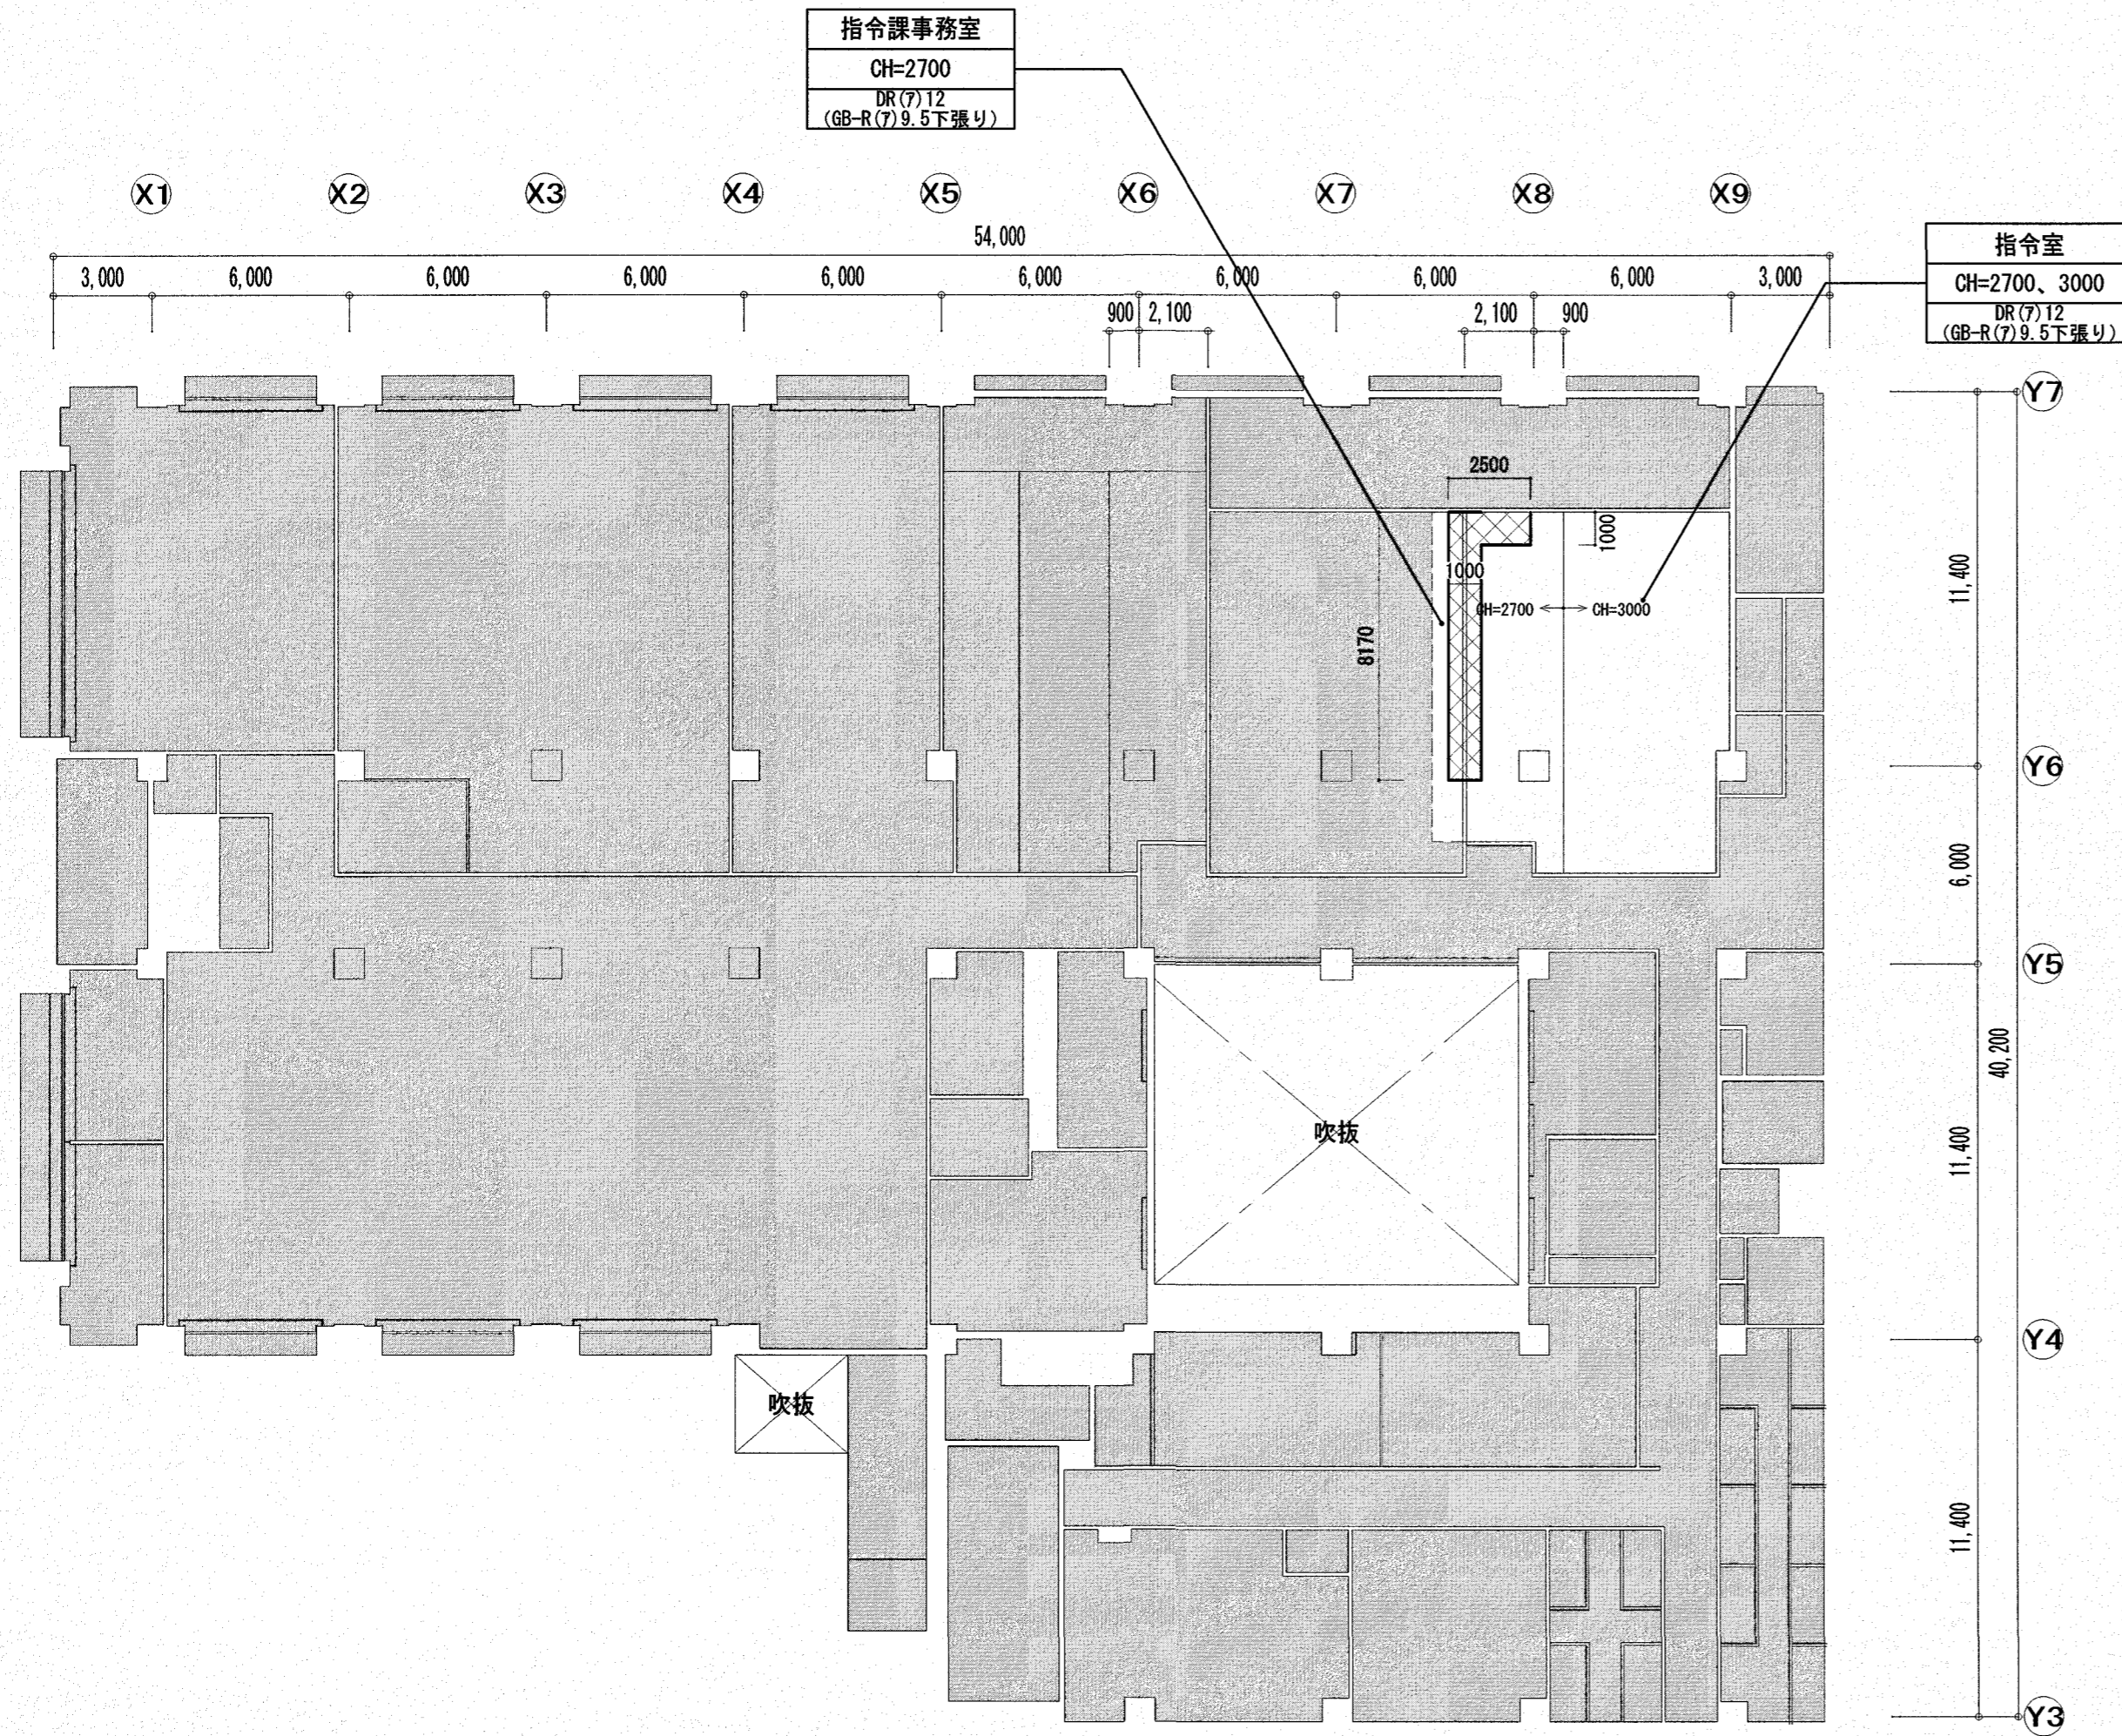 指令課事務室
CH=2700
DR(ｱ)12
(GB-R(ｱ)9.5下張り)
X1 X2 X3 X4 X5 X6 X7 X8 X9
54,000
3,000 6,000 6,000 6,000 6,000 6,000 6,000 6,000 6,000 3,000
900 2,100 2,100 900
指令室
CH=2700、3000
DR(ｱ)12
(GB-R(ｱ)9.5下張り)
Y7
2500
1000
1000
CH=2700 CH=3000
8170
11,400
Y6
6,000
Y5
40,200
吹抜
11,400
Y4
吹抜
11,400
Y3